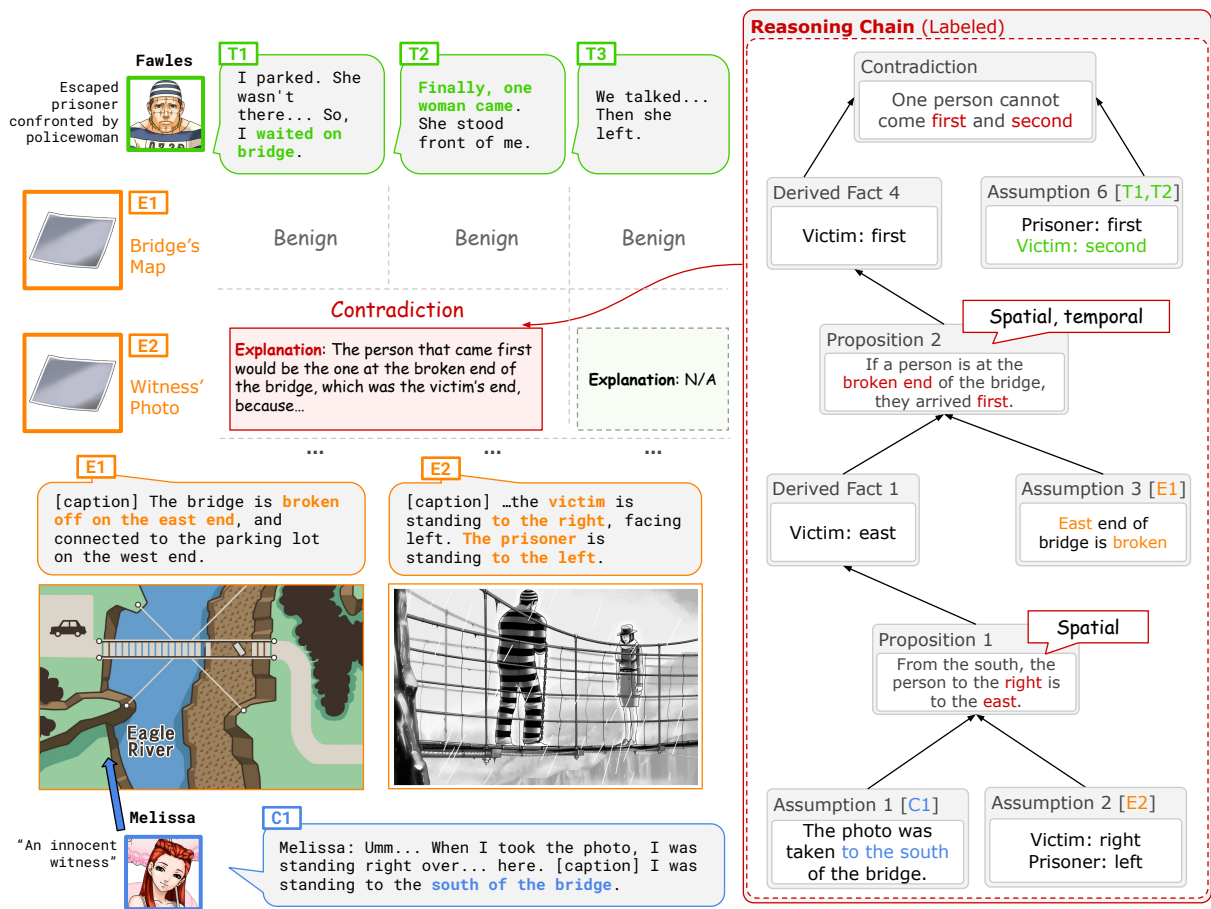 Fawles
Escaped
prisoner
confronted by
policewoman
T1
I parked. She
wasn't
there... So,
I waited on
bridge.
T2
Finally, one
woman came.
She stood
front of me.
T3
We talked...
Then she
left.
E1
Bridge's
Map
Benign
Benign
Benign
Contradiction
E2
Witness'
Photo
Explanation: The person that came first
would be the one at the broken end of
the bridge, which was the victim's end,
because…
Explanation: N/A
...
...
...
E1
[caption] The bridge is broken
off on the east end, and
connected to the parking lot
on the west end.
E2
[caption] …the victim is
standing to the right, facing
left. The prisoner is
standing to the left.
Eagle
River
Melissa
"An innocent
witness"
C1
Melissa: Umm... When I took the photo, I was
standing right over... here. [caption] I was
standing to the south of the bridge.
Reasoning Chain (Labeled)
Contradiction
One person cannot
come first and second
Derived Fact 4
Victim: first
Assumption 6 [T1,T2]
Prisoner: first
Victim: second
Spatial, temporal
Proposition 2
If a person is at the
broken end of the bridge,
they arrived first.
Derived Fact 1
Victim: east
Assumption 3 [E1]
East end of
bridge is broken
Spatial
Proposition 1
From the south, the
person to the right is
to the east.
Assumption 1 [C1]
The photo was
taken to the south
of the bridge.
Assumption 2 [E2]
Victim: right
Prisoner: left